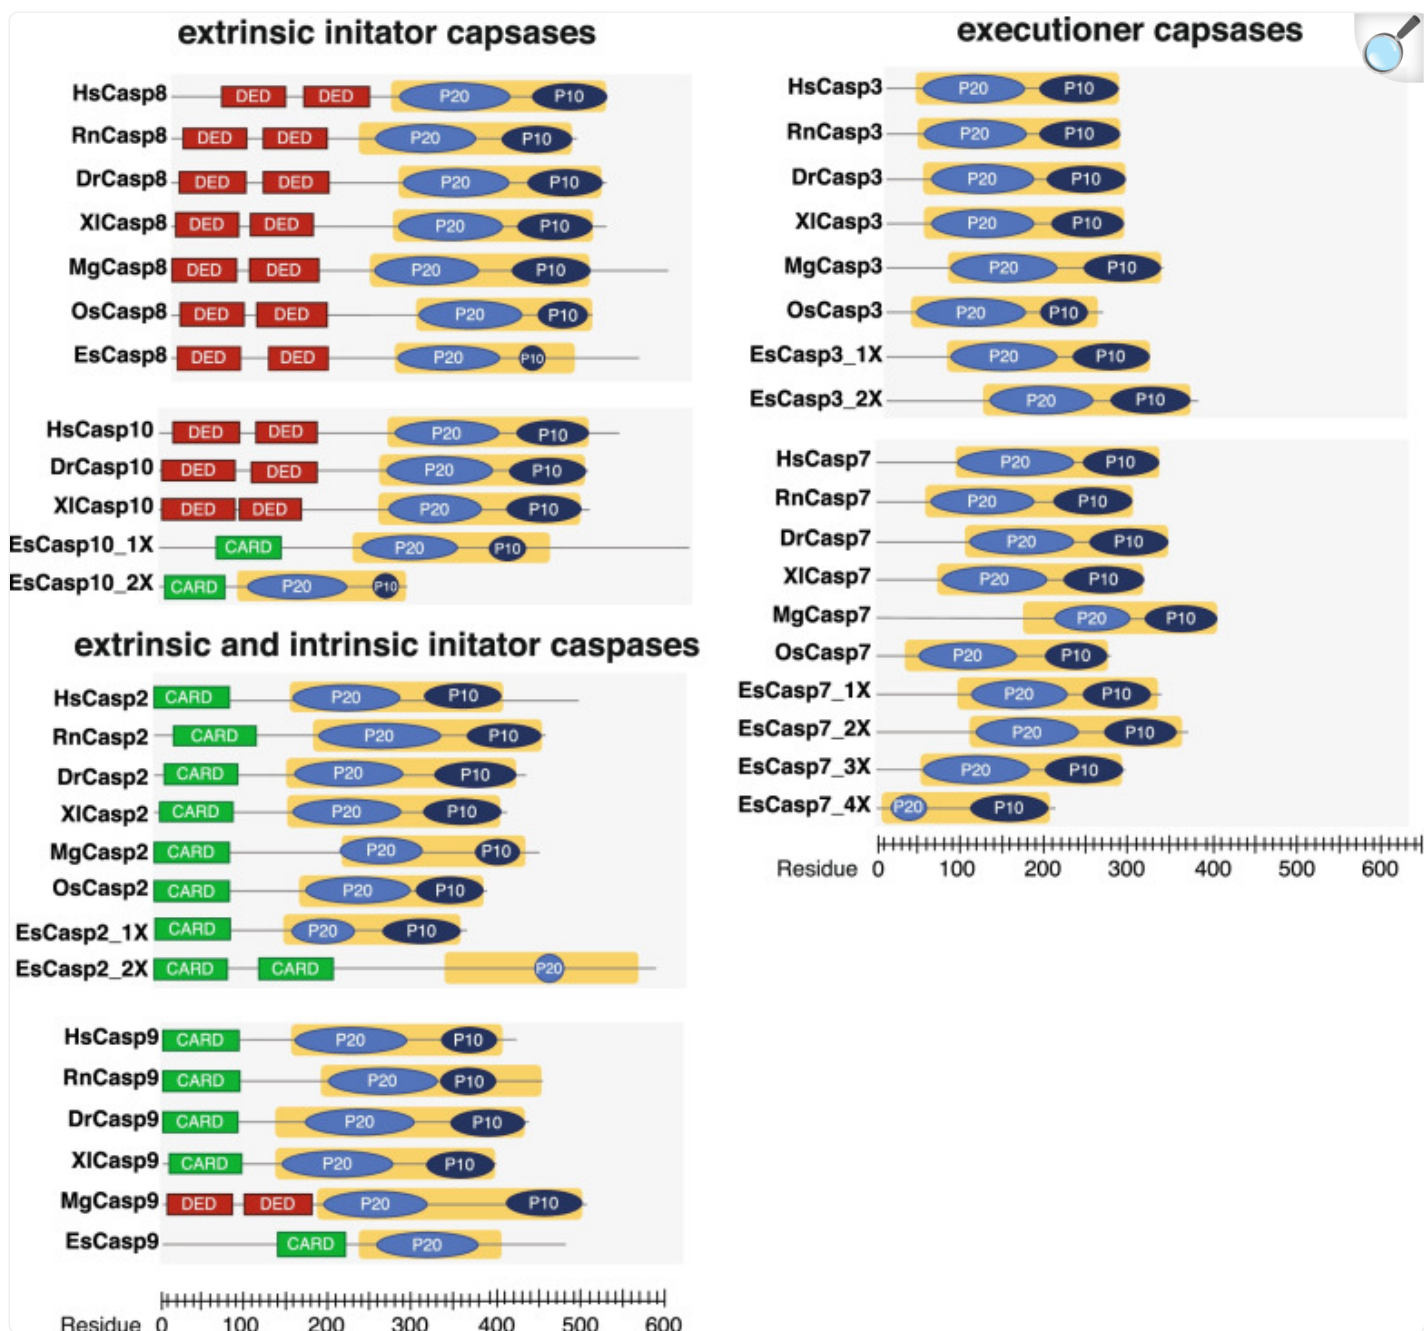 extrinsic initator capsases
HsCasp8 DED DED P20 P10
RnCasp8 DED DED P20 P10
DrCasp8 DED DED P20 P10
XlCasp8 DED DED P20 P10
MgCasp8 DED DED P20 P10
OsCasp8 DED DED P20 P10
EsCasp8 DED DED P20 P10
HsCasp10 DED DED P20 P10
DrCasp10 DED DED P20 P10
XlCasp10 DED DED P20 P10
EsCasp10_1X CARD P20 P10
EsCasp10_2X CARD P20 P10
extrinsic and intrinsic initator caspases
HsCasp2 CARD P20 P10
RnCasp2 CARD P20 P10
DrCasp2 CARD P20 P10
XlCasp2 CARD P20 P10
MgCasp2 CARD P20 P10
OsCasp2 CARD P20 P10
EsCasp2_1X CARD P20 P10
EsCasp2_2X CARD CARD P20
HsCasp9 CARD P20 P10
RnCasp9 CARD P20 P10
DrCasp9 CARD P20 P10
XlCasp9 CARD P20 P10
MgCasp9 DED DED P20 P10
EsCasp9 CARD P20
Residue 0 100 200 300 400 500 600
executioner capsases
HsCasp3 P20 P10
RnCasp3 P20 P10
DrCasp3 P20 P10
XlCasp3 P20 P10
MgCasp3 P20 P10
OsCasp3 P20 P10
EsCasp3_1X P20 P10
EsCasp3_2X P20 P10
HsCasp7 P20 P10
RnCasp7 P20 P10
DrCasp7 P20 P10
XlCasp7 P20 P10
MgCasp7 P20 P10
OsCasp7 P20 P10
EsCasp7_1X P20 P10
EsCasp7_2X P20 P10
EsCasp7_3X P20 P10
EsCasp7_4X P20 P10
Residue 0 100 200 300 400 500 600